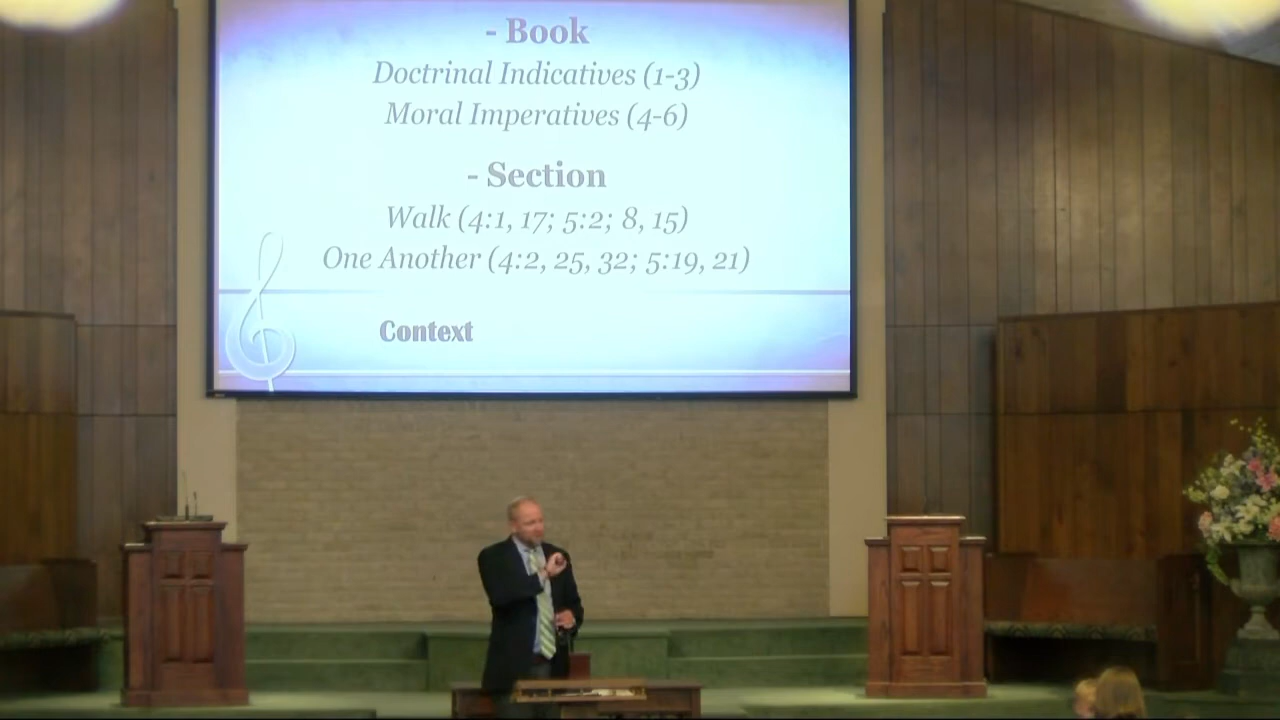 - Book
Doctrinal Indicatives (1-3)
Moral Imperatives (4-6)
- Section
Walk (4:1, 17; 5:2; 8, 15)
One Another (4:2, 25, 32; 5:19, 21)
Context